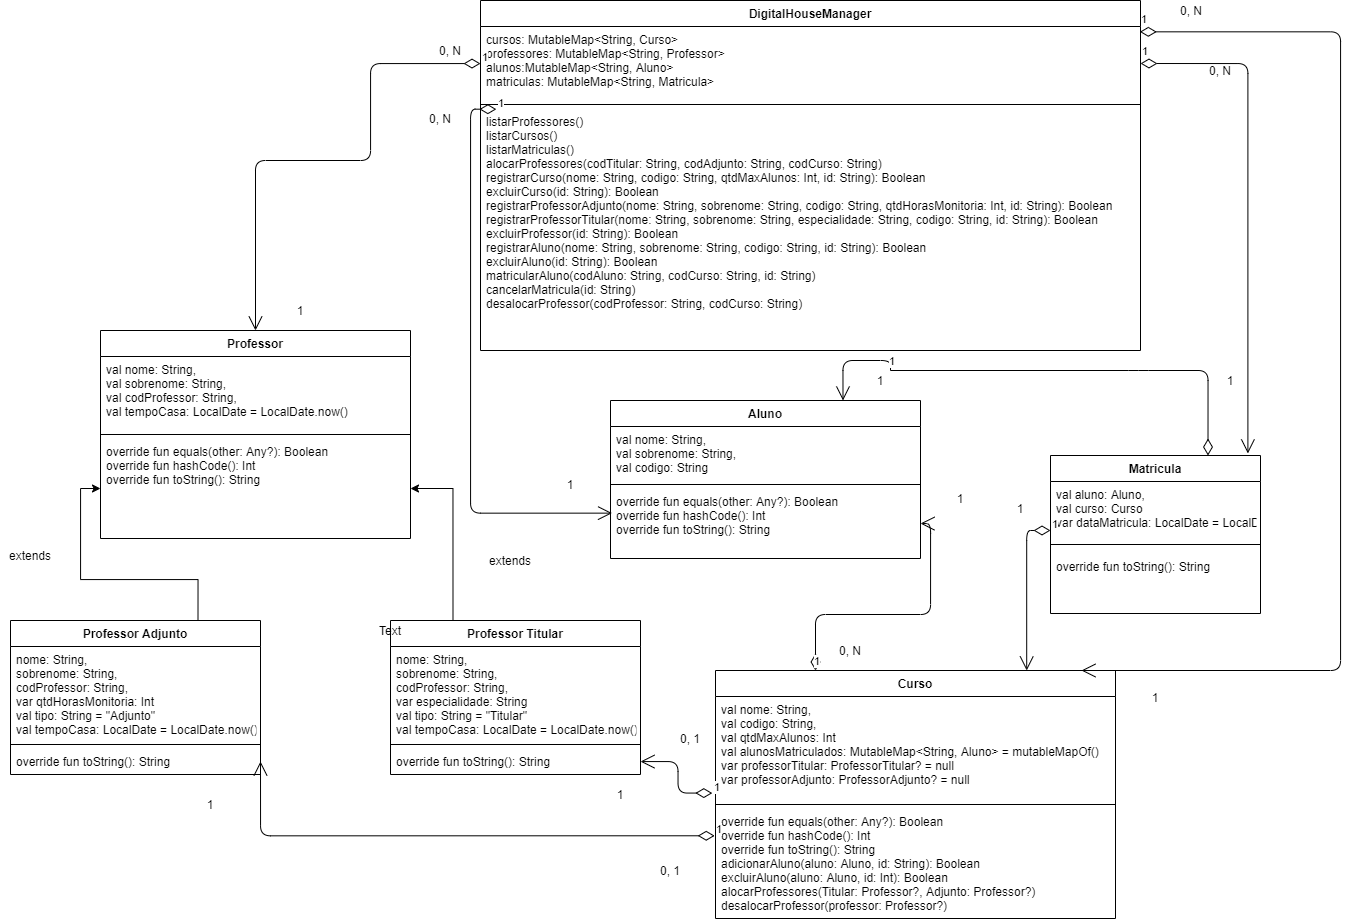 DigitalHouseManager
cursos: MutableMap<String, Curso>
professores: MutableMap<String, Professor>
alunos:MutableMap<String, Aluno>
matriculas: MutableMap<String, Matricula>
listarProfessores()
listarCursos()
listarMatriculas()
alocarProfessores(codTitular: String, codAdjunto: String, codCurso: String)
registrarCurso(nome: String, codigo: String, qtdMaxAlunos: Int, id: String): Boolean
excluirCurso(id: String): Boolean
registrarProfessorAdjunto(nome: String, sobrenome: String, codigo: String, qtdHorasMonitoria: Int, id: String): Boolean
registrarProfessorTitular(nome: String, sobrenome: String, especialidade: String, codigo: String, id: String): Boolean
excluirProfessor(id: String): Boolean
registrarAluno(nome: String, sobrenome: String, codigo: String, id: String): Boolean
excluirAluno(id: String): Boolean
matricularAluno(codAluno: String, codCurso: String, id: String)
cancelarMatricula(id: String)
desalocarProfessor(codProfessor: String, codCurso: String)
0, N
1
0, N
1
1
0, N
1
0, N
1
Professor
val nome: String,
val sobrenome: String,
val codProfessor: String,
val tempoCasa: LocalDate = LocalDate.now()
override fun equals(other: Any?): Boolean
override fun hashCode(): Int
override fun toString(): String
1
1
1
Aluno
val nome: String,
val sobrenome: String,
val codigo: String
override fun equals(other: Any?): Boolean
override fun hashCode(): Int
override fun toString(): String
1
1
1
Matricula
val aluno: Aluno,
val curso: Curso
var dataMatricula: LocalDate = LocalD
override fun toString(): String
1
1
extends
extends
Professor Adjunto
nome: String,
sobrenome: String,
codProfessor: String,
var qtdHorasMonitoria: Int
val tipo: String = "Adjunto"
val tempoCasa: LocalDate = LocalDate.now()
override fun toString(): String
Text
Professor Titular
nome: String,
sobrenome: String,
codProfessor: String,
var especialidade: String
val tipo: String = "Titular"
val tempoCasa: LocalDate = LocalDate.now()
override fun toString(): String
1
0, N
1
Curso
val nome: String,
val codigo: String,
val qtdMaxAlunos: Int
val alunosMatriculados: MutableMap<String, Aluno> = mutableMapOf()
var professorTitular: ProfessorTitular? = null
var professorAdjunto: ProfessorAdjunto? = null
override fun equals(other: Any?): Boolean
override fun hashCode(): Int
override fun toString(): String
adicionarAluno(aluno: Aluno, id: String): Boolean
excluirAluno(aluno: Aluno, id: Int): Boolean
alocarProfessores(Titular: Professor?, Adjunto: Professor?)
desalocarProfessor(professor: Professor?)
0, 1
1
1
1
1
0, 1